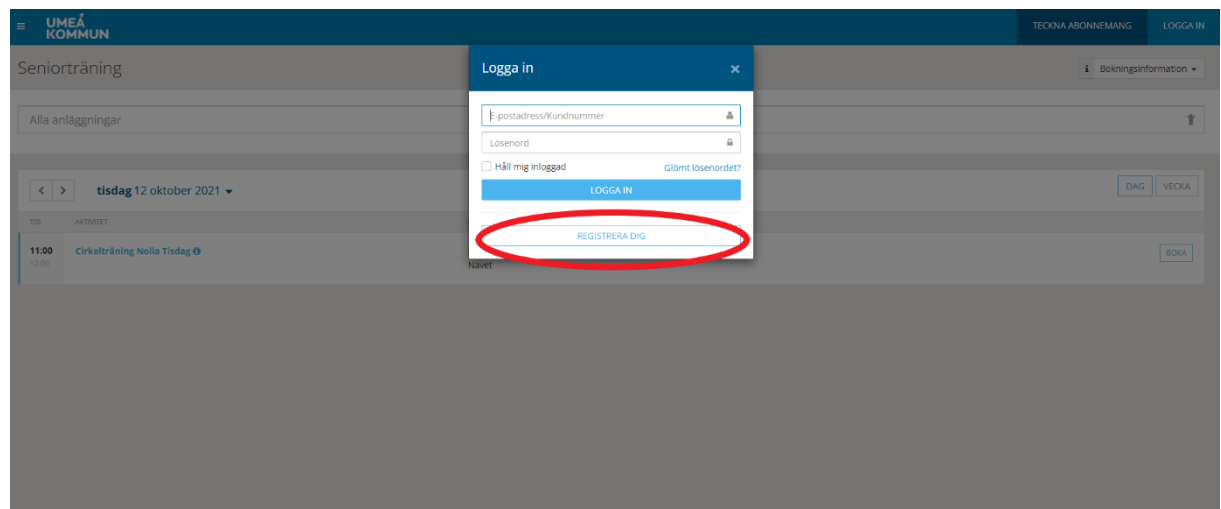 UMEÅ
KOMMUN
TECKNA ABONNEMANG
LOGGA IN
Seniorträning
Bokningsinformation
Alla anläggningar
tisdag 12 oktober 2021
DAG
VECKA
TID
AKTIVITET
11:00
12:00
Cirkelträning Nolia Tisdag
Navet
BOKA
Logga in
E-postadress/Kundnummer
Lösenord
Håll mig inloggad
Glömt lösenordet?
LOGGA IN
REGISTRERA DIG